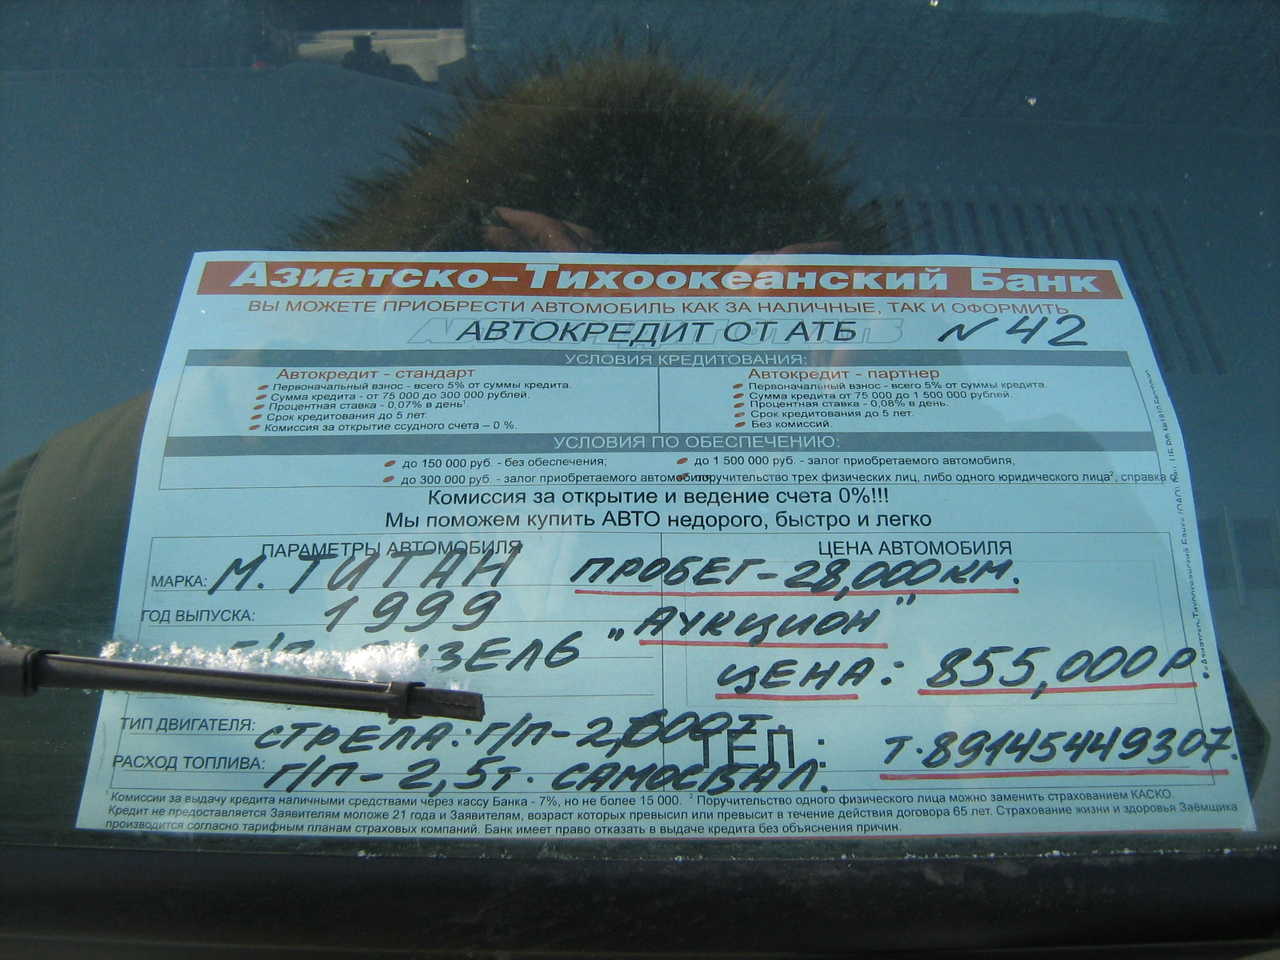 Азиатско-Тихоокеанский Банк
ВЫ МОЖЕТЕ ПРИОБРЕСТИ АВТОМОБИЛЬ КАК ЗА НАЛИЧНЫЕ, ТАК И ОФОРМИТЬ
АВТОКРЕДИТ ОТ АТБ N 42
УСЛОВИЯ КРЕДИТОВАНИЯ:
Автокредит - стандарт
Первоначальный взнос - всего 5% от суммы кредита.
Сумма кредита - от 75 000 до 300 000 рублей.
Процентная ставка - 0,07% в день¹.
Срок кредитования до 5 лет.
Комиссия за открытие ссудного счета – 0 %.
Автокредит - партнер
Первоначальный взнос - всего 5% от суммы кредита.
Сумма кредита от 75 000 до 1 500 000 рублей.
Процентная ставка - 0,08% в день.
Срок кредитования до 5 лет.
Без комиссий.
УСЛОВИЯ ПО ОБЕСПЕЧЕНИЮ:
до 150 000 руб. - без обеспечения;
до 300 000 руб. - залог приобретаемого автомобиля,
до 1 500 000 руб. - залог приобретаемого автомобиля,
поручительство трех физических лиц, либо одного юридического лица², справка
Комиссия за открытие и ведение счета 0%!!!
Мы поможем купить АВТО недорого, быстро и легко
ПАРАМЕТРЫ АВТОМОБИЛЯ ЦЕНА АВТОМОБИЛЯ
МАРКА: М. ТИТАН ПРОБЕГ - 28,000 КМ.
ГОД ВЫПУСКА: 1999 "АУКЦИОН"
ЦЕНА: 855,000 Р
ТИП ДВИГАТЕЛЯ: СТРЕЛА: Г/П - ТЕЛ.: т. 89145449307.
РАСХОД ТОПЛИВА: Г/П - 2,5 т. САМОСВАЛ.
¹ Комиссии за выдачу кредита наличными средствами через кассу Банка - 7%, но не более 15 000. ² Поручительство одного физического лица можно заменить страхованием КАСКО.
Кредит не предоставляется Заявителям моложе 21 года и Заявителям, возраст которых превысил или превысит в течение действия договора 65 лет. Страхование жизни и здоровья Заёмщика
производится согласно тарифным планам страховых компаний. Банк имеет право отказать в выдаче кредита без объяснения причин.